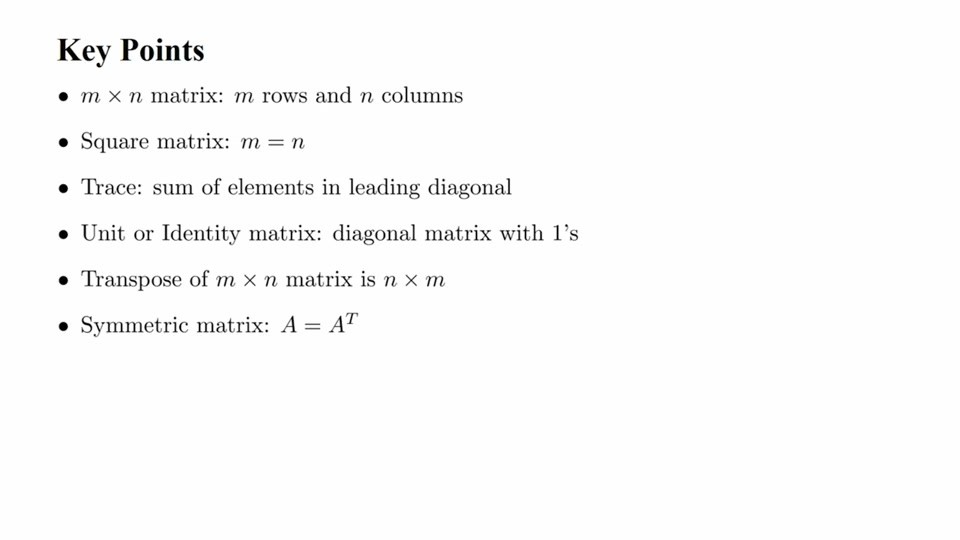 Key Points
• m × n matrix: m rows and n columns
• Square matrix: m = n
• Trace: sum of elements in leading diagonal
• Unit or Identity matrix: diagonal matrix with 1’s
• Transpose of m × n matrix is n × m
• Symmetric matrix: A = Aᵀ